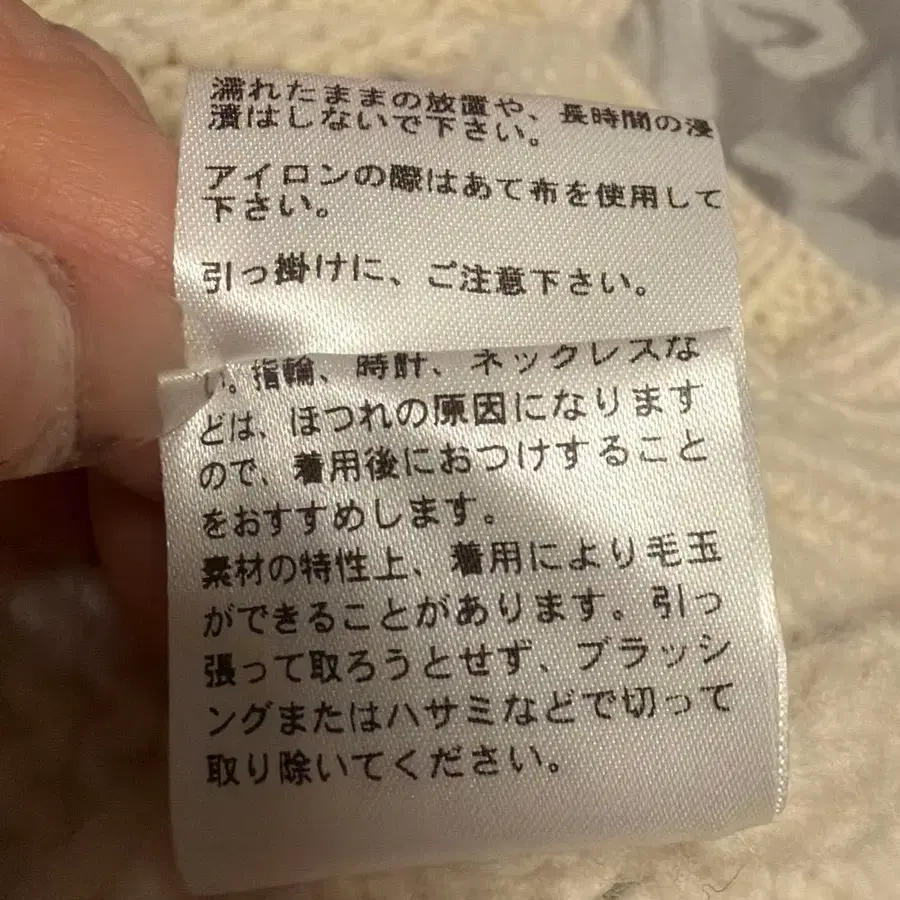 濡れたままの放置や、長時間の浸
漬はしないで下さい。
アイロンの際はあて布を使用して
下さい。
引っ掛けに、ご注意下さい。
い。指輪、時計、ネックレスな
どは、ほつれの原因になります
ので、着用後におつけすること
をおすすめします。
素材の特性上、着用により毛玉
ができることがあります。引っ
張って取ろうとせず、ブラッシ
ングまたはハサミなどで切って
取り除いてください。